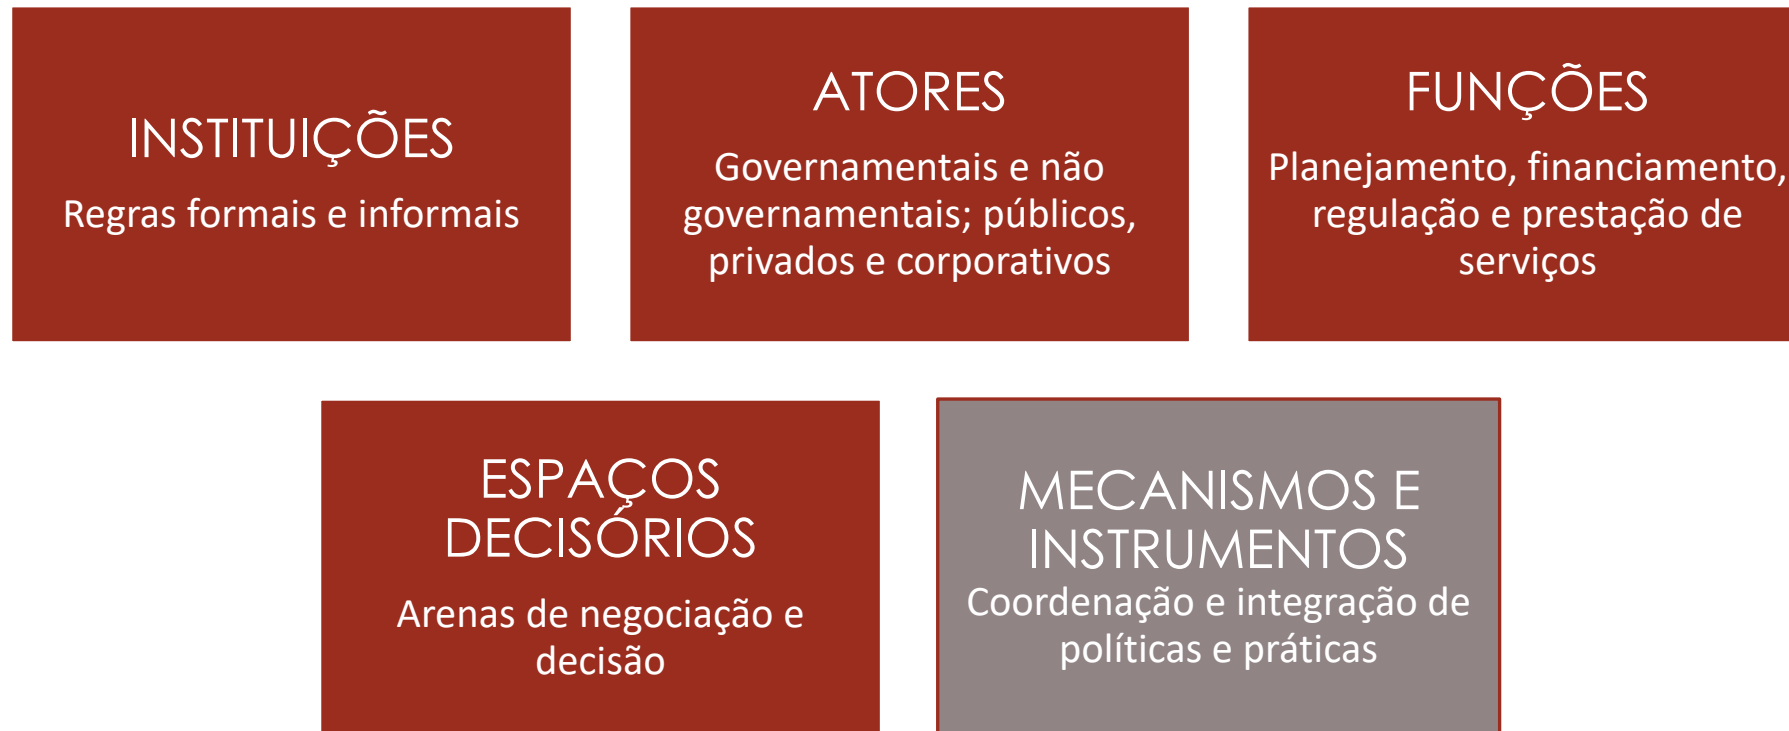 INSTITUIÇÕES
Regras formais e informais
ATORES
Governamentais e não
governamentais; públicos,
privados e corporativos
FUNÇÕES
Planejamento, financiamento,
regulação e prestação de
serviços
ESPAÇOS
DECISÓRIOS
Arenas de negociação e
decisão
MECANISMOS E
INSTRUMENTOS
Coordenação e integração de
políticas e práticas